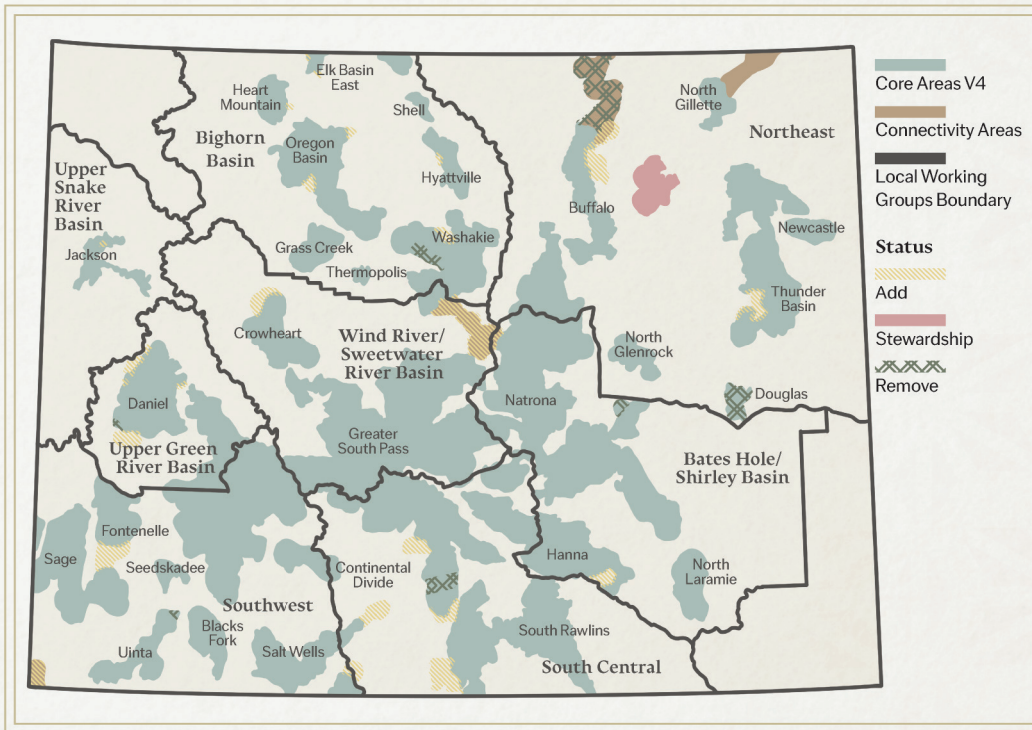 Elk Basin
East
Heart
Mountain
Shell
Bighorn
Basin
Oregon
Basin
Hyattville
North
Gillette
Northeast
Upper
Snake
River
Basin
Jackson
Buffalo
Newcastle
Grass Creek
Washakie
Thermopolis
Thunder
Basin
Crowheart
Wind River/
Sweetwater
River Basin
North
Glenrock
Daniel
Natrona
Douglas
Greater
South Pass
Upper Green
River Basin
Bates Hole/
Shirley Basin
Fontenelle
Sage
Seedskadee
Continental
Divide
Hanna
North
Laramie
Southwest
Blacks
Fork
Uinta
Salt Wells
South Rawlins
South Central
Core Areas V4
Connectivity Areas
Local Working
Groups Boundary
Status
Add
Stewardship
Remove